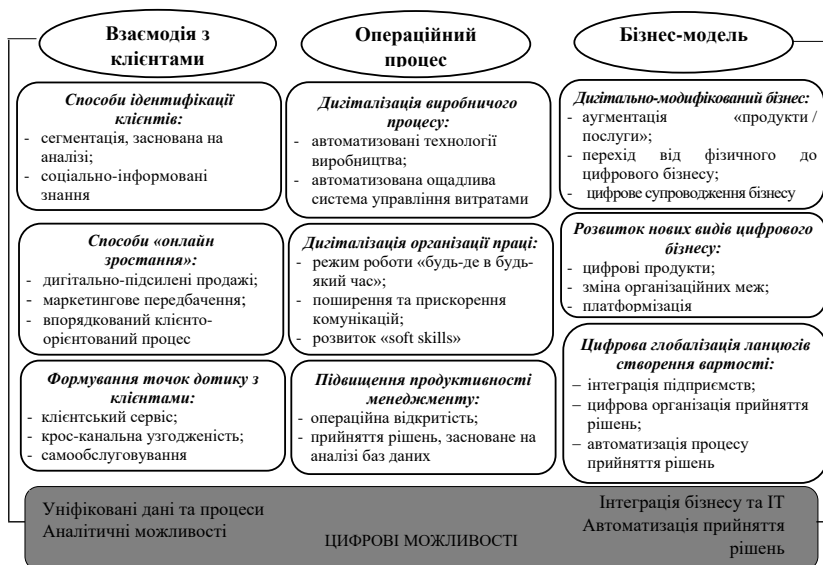 Взаємодія з
клієнтами
Способи ідентифікації
клієнтів:
- сегментація, заснована на
аналізі;
- соціально-інформовані
знання
Способи «онлайн
зростання»:
- дигітально-підсилені продажі;
- маркетингове передбачення;
- впорядкований клієнто-
орієнтований процес
Формування точок дотику з
клієнтами:
- клієнтський сервіс;
- крос-канальна узгодженість;
- самообслуговування
Операційний
процес
Дигіталізація виробничого
процесу:
- автоматизовані технології
виробництва;
- автоматизована ощадлива
система управління витратами
Дигіталізація організації праці:
- режим роботи «будь-де в будь-
який час»;
- поширення та прискорення
комунікацій;
- розвиток «soft skills»
Підвищення продуктивності
менеджменту:
- операційна відкритість;
- прийняття рішень, засноване на
аналізі баз даних
Бізнес-модель
Дигітально-модифікований бізнес:
- аугментація «продукти /
послуги»;
- перехід від фізичного до
цифрового бізнесу;
- цифрове супроводження бізнесу
Розвиток нових видів цифрового
бізнесу:
- цифрові продукти;
- зміна організаційних меж;
- платформізація
Цифрова глобалізація ланцюгів
створення вартості:
– інтеграція підприємств;
– цифрова організація прийняття
рішень;
– автоматизація процесу
прийняття рішень
Уніфіковані дані та процеси
Аналітичні можливості
ЦИФРОВІ МОЖЛИВОСТІ
Інтеграція бізнесу та ІТ
Автоматизація прийняття
рішень